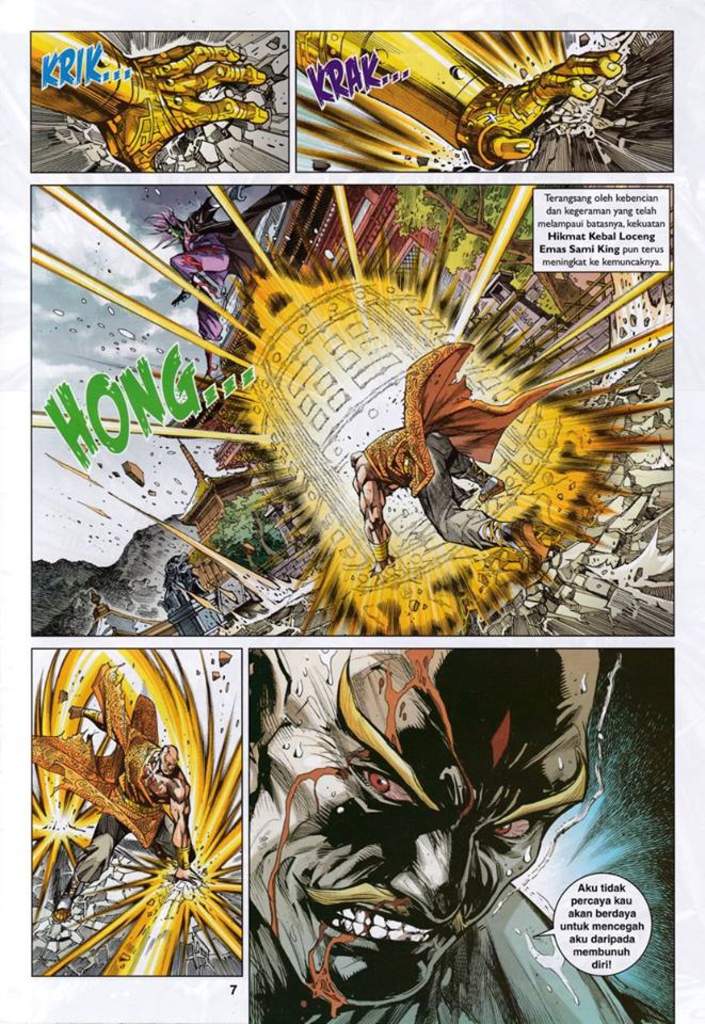 KRIK...
KRAK...
Terangsang oleh kebencian
dan kegeraman yang telah
melampaui batasnya, kekuatan
Hikmat Kebal Loceng
Emas Sami King pun terus
meningkat ke kemuncaknya.
HONG...
Aku tidak
percaya kau
akan berdaya
untuk mencegah
aku daripada
membunuh
diri!
7